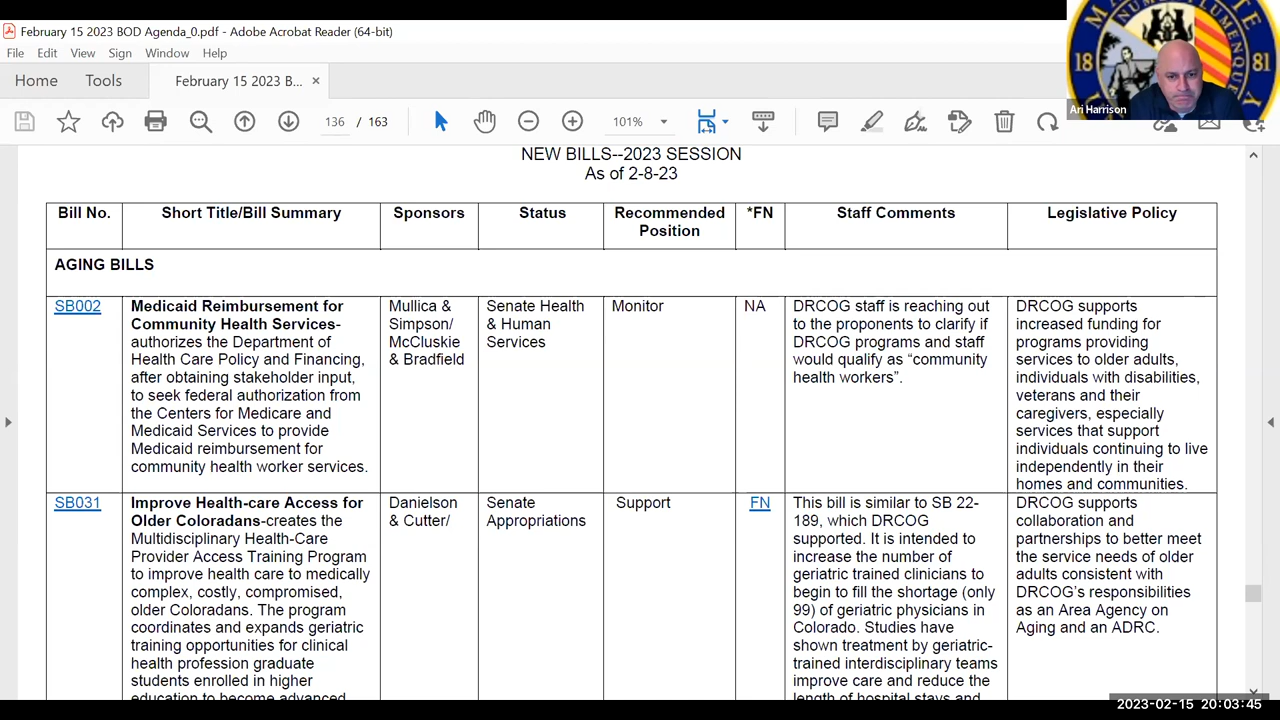 February 15 2023 BOD Agenda_0.pdf - Adobe Acrobat Reader (64-bit)
File Edit View Sign Window Help
Home Tools February 15 2023 B... ×
136 / 163 101%
18 81
Ari Harrison
NEW BILLS--2023 SESSION
As of 2-8-23
Bill No. Short Title/Bill Summary Sponsors Status Recommended Position *FN Staff Comments Legislative Policy
AGING BILLS
SB002
Medicaid Reimbursement for
Community Health Services-
authorizes the Department of
Health Care Policy and Financing,
after obtaining stakeholder input,
to seek federal authorization from
the Centers for Medicare and
Medicaid Services to provide
Medicaid reimbursement for
community health worker services.
Mullica &
Simpson/
McCluskie
& Bradfield
Senate Health
& Human
Services
Monitor
NA
DRCOG staff is reaching out
to the proponents to clarify if
DRCOG programs and staff
would qualify as “community
health workers”.
DRCOG supports
increased funding for
programs providing
services to older adults,
individuals with disabilities,
veterans and their
caregivers, especially
services that support
individuals continuing to live
independently in their
homes and communities.
SB031
Improve Health-care Access for
Older Coloradans-creates the
Multidisciplinary Health-Care
Provider Access Training Program
to improve health care to medically
complex, costly, compromised,
older Coloradans. The program
coordinates and expands geriatric
training opportunities for clinical
health profession graduate
students enrolled in higher
education to become advanced
Danielson
& Cutter/
Senate
Appropriations
Support
FN
This bill is similar to SB 22-
189, which DRCOG
supported. It is intended to
increase the number of
geriatric trained clinicians to
begin to fill the shortage (only
99) of geriatric physicians in
Colorado. Studies have
shown treatment by geriatric-
trained interdisciplinary teams
improve care and reduce the
length of hospital stays and
DRCOG supports
collaboration and
partnerships to better meet
the service needs of older
adults consistent with
DRCOG’s responsibilities
as an Area Agency on
Aging and an ADRC.
2023-02-15 20:03:45